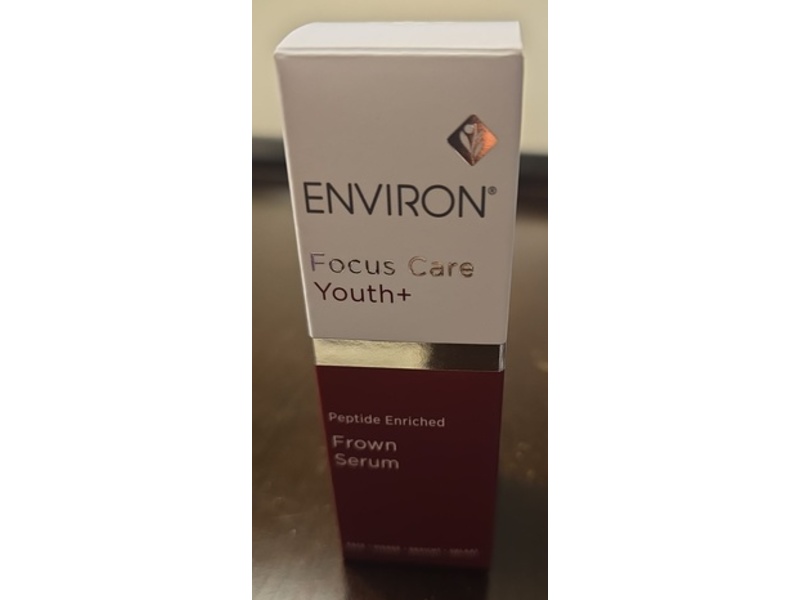 ENVIRON®
Focus Care
Youth+
Peptide Enriched
Frown
Serum